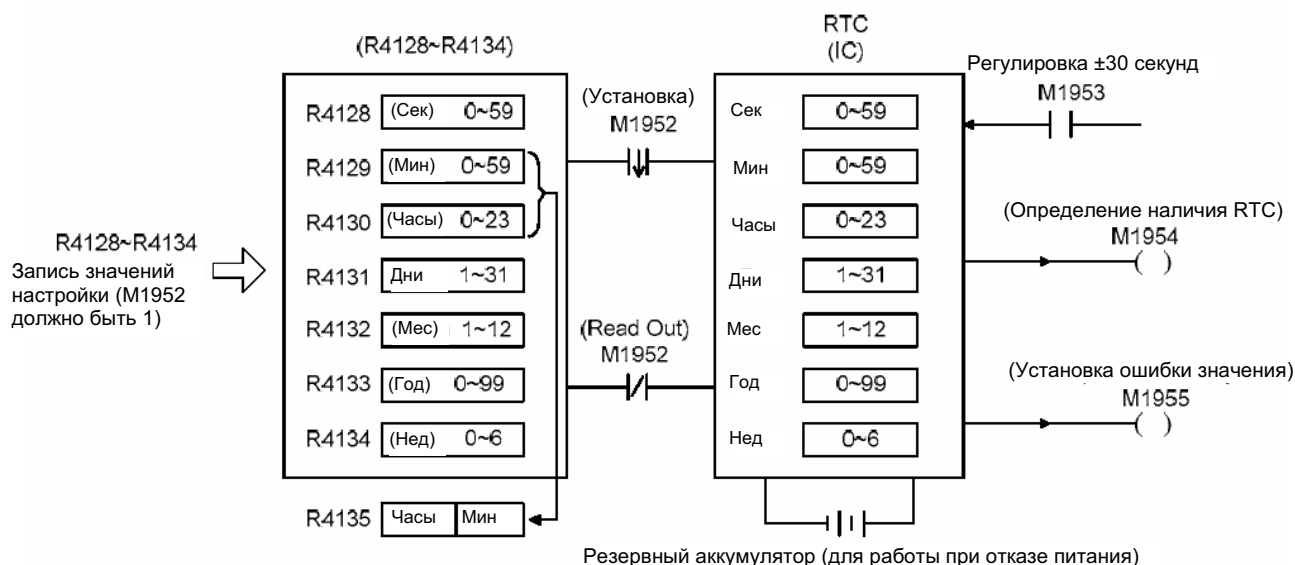 (R4128~R4134)
RTC
(IC)
Регулировка ±30 секунд
M1953
(Установка)
M1952
R4128 (Сек) 0~59
Сек 0~59
R4129 (Мин) 0~59
Мин 0~59
R4130 (Часы) 0~23
Часы 0~23
(Определение наличия RTC)
M1954
( )
R4128~R4134
Запись значений
настройки (M1952
должно быть 1)
R4131 Дни 1~31
Дни 1~31
R4132 (Мес) 1~12
Мес 1~12
(Read Out)
M1952
R4133 (Год) 0~99
Год 0~99
(Установка ошибки значения)
M1955
( )
R4134 (Нед) 0~6
Нед 0~6
R4135 Часы Мин
Резервный аккумулятор (для работы при отказе питания)